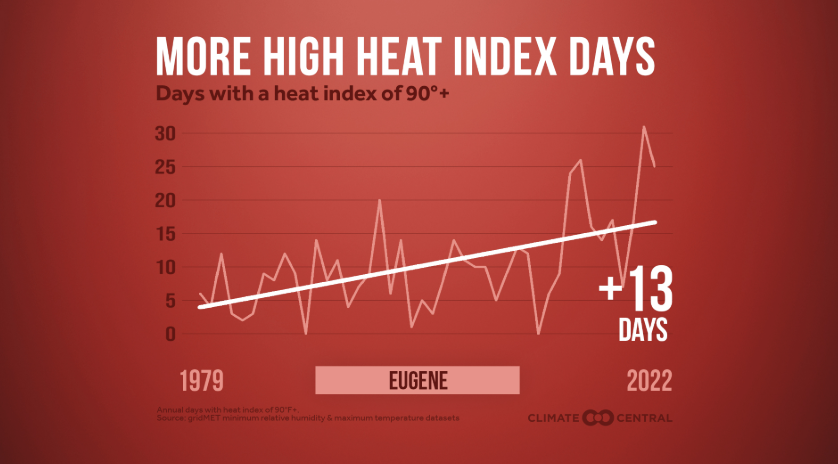 MORE HIGH HEAT INDEX DAYS
Days with a heat index of 90°+
30
25
20
15
10
5
0
+13
DAYS
1979
EUGENE
2022
Annual days with heat index of 90°F+.
Source: gridMET minimum relative humidity & maximum temperature datasets
CLIMATE CENTRAL